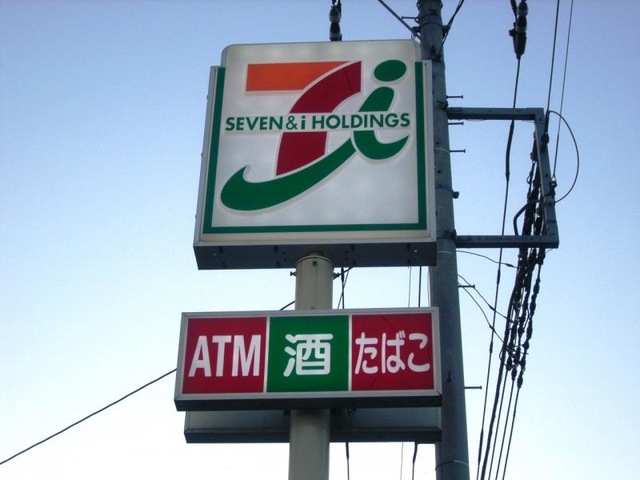 SEVEN & i HOLDINGS
ATM 酒 たばこ